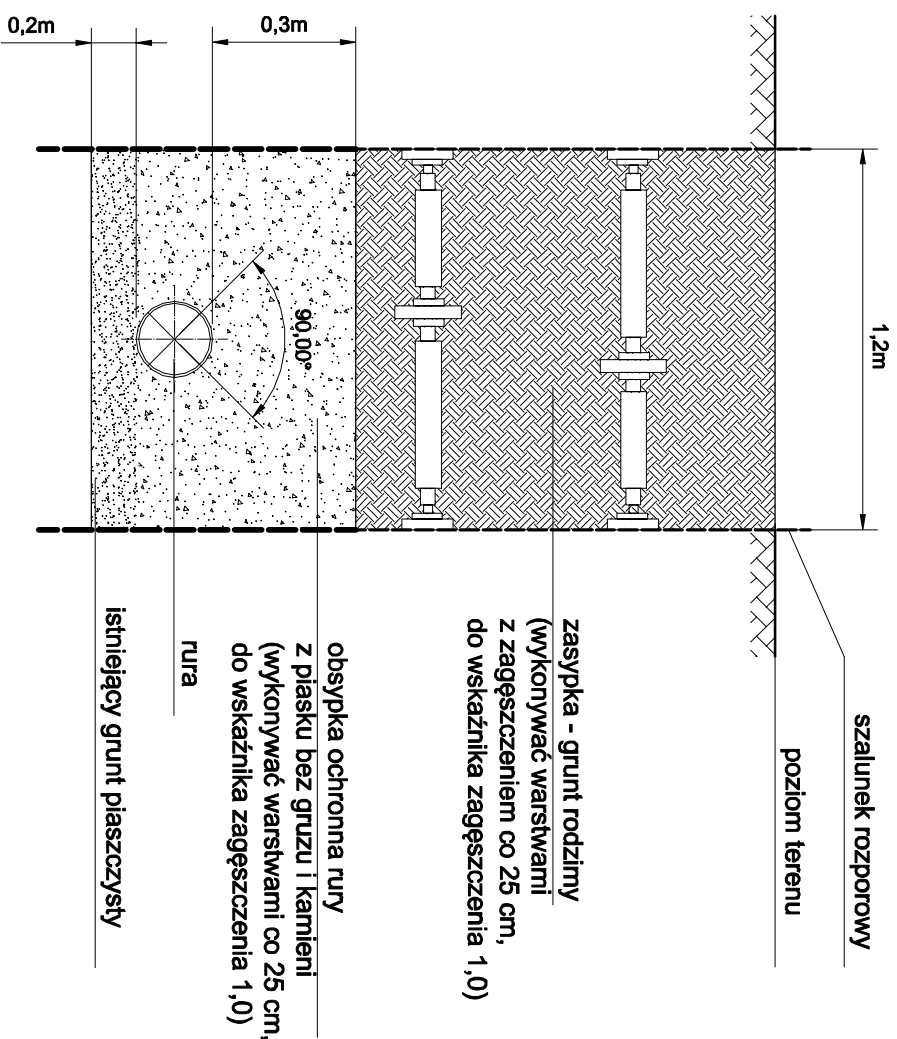 1,2m
szalunek rozporowy
poziom terenu
zasypka - grunt rodzimy
(wykonywać warstwami
z zagęszczeniem co 25 cm,
do wskaźnika zagęszczenia 1,0)
0,3m
90,00°
obsypka ochronna rury
z piasku bez gruzu i kamieni
(wykonywać warstwami co 25 cm,
do wskaźnika zagęszczenia 1,0)
rura
0,2m
istniejący grunt piaszczysty